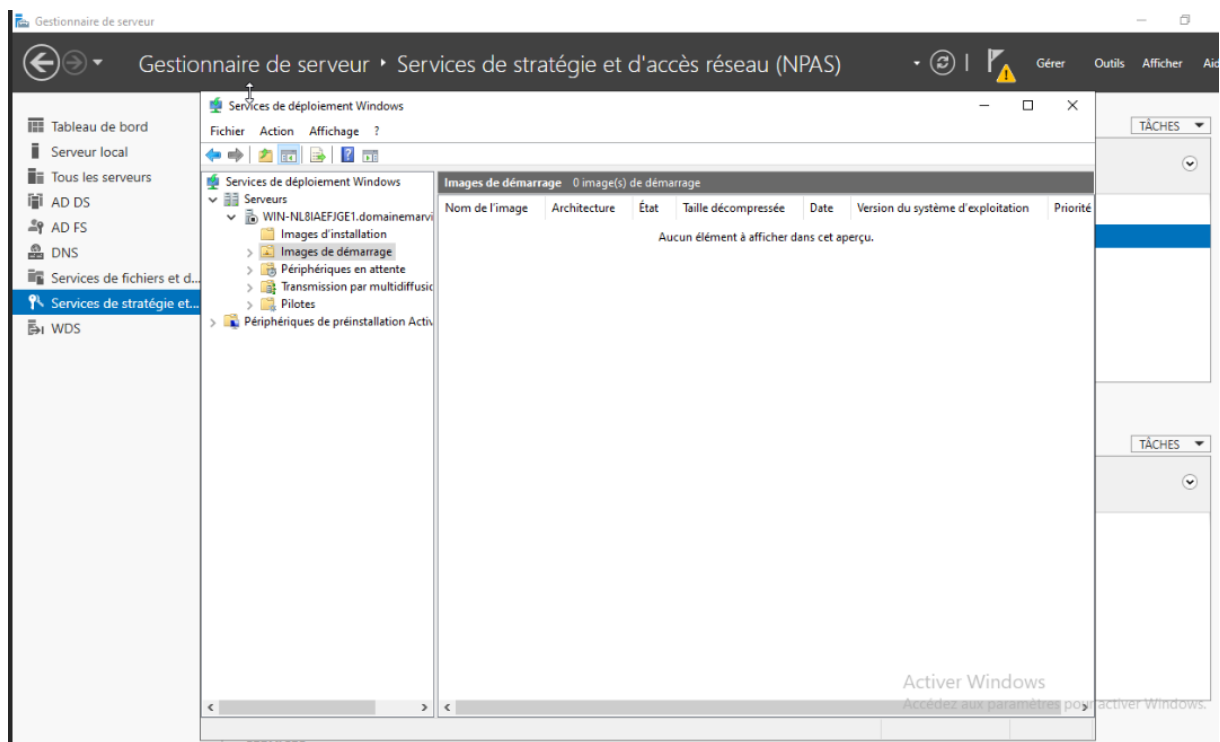 Gestionnaire de serveur
Gestionnaire de serveur ‣ Services de stratégie et d'accès réseau (NPAS)
Gérer Outils Afficher Aid
Tableau de bord
Serveur local
Tous les serveurs
AD DS
AD FS
DNS
Services de fichiers et d...
Services de stratégie et...
WDS
Services de déploiement Windows
Fichier Action Affichage ?
Services de déploiement Windows
Serveurs
WIN-NL8IAEFJGE1.domainemarvi
Images d'installation
Images de démarrage
Périphériques en attente
Transmission par multidiffusic
Pilotes
Périphériques de préinstallation Activ
Images de démarrage 0 image(s) de démarrage
Nom de l'image Architecture État Taille décompressée Date Version du système d'exploitation Priorité
Aucun élément à afficher dans cet aperçu.
TÂCHES
TÂCHES
Activer Windows
Accédez aux paramètres pour activer Windows.